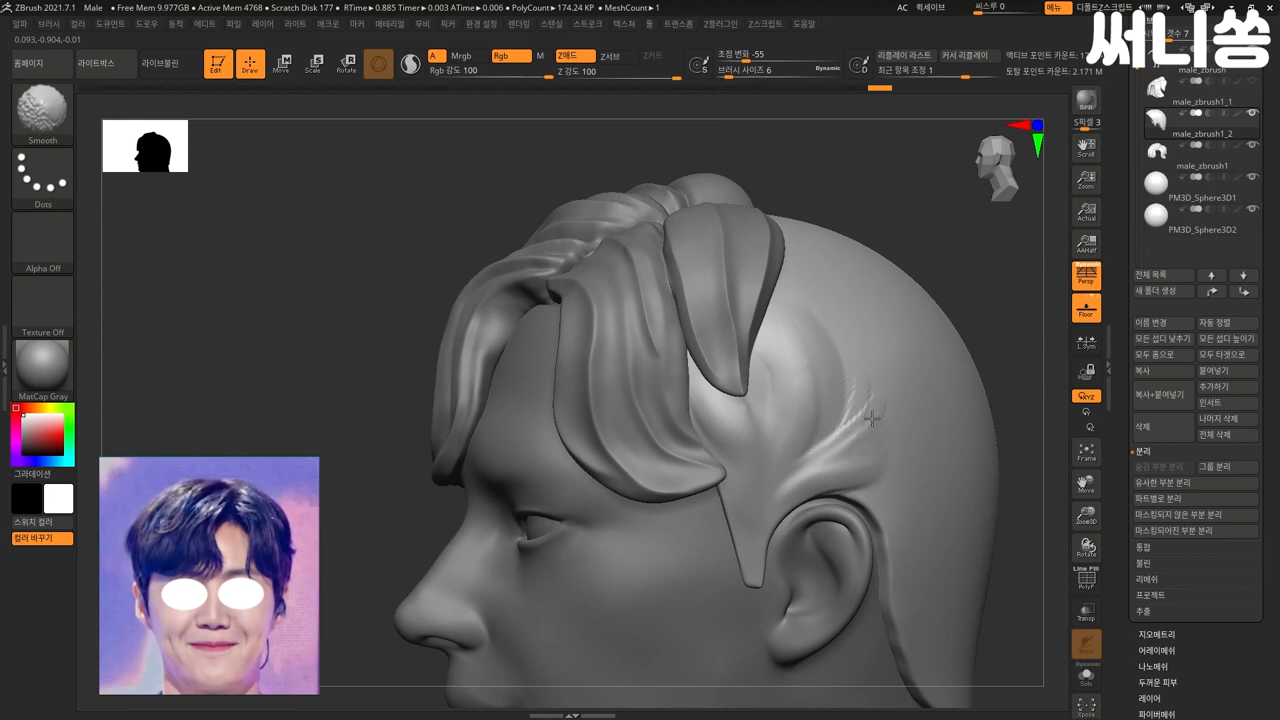 ZBrush 2021.7.1 Male ● Free Mem 9.977GB ● Active Mem 4768 ● Scratch Disk 177 ● RTime►0.885 Timer►0.003 ATime►0.006 ● PolyCount►174.24 KP ● MeshCount►1 AC 퀵세이브 씨스루 0 메뉴 디폴트Z스크립트
알파 브러시 컬러 도큐먼트 드로우 동적 에디트 파일 레이어 라이트 매크로 마커 매테리얼 무비 픽커 환경 설정 렌더링 스텐실 스트로크 텍스쳐 툴 트랜스폼 Z플러그인 Z스크립트 도움말
써니쏭
0.093,-0.904,-0.01
홈페이지 라이트박스 라이브불린
Edit Draw Move Scale Rotate
A Mrgb Rgb M Z애드 Z서브 Z커트
Rgb 강도 100 Z 강도 100
초점 변화 -55
브러시 사이즈 6 Dynamic
S D
리플레이 라스트 커서 리플레이
최근 항목 조정 1
액티브 포인트 카운트: 1
토탈 포인트 카운트: 2.171 M
Smooth
Dots
Alpha Off
Texture Off
MatCap Gray
그라데이션
스위치 컬러
컬러 바꾸기
BPR
S픽셀 3
Scroll
Zoom
Actual
AAHalf
Dynamic
Persp
Floor
L.Sym
XYZ
Frame
Move
Zoom3D
Rotate
Line Fill
PolyF
Transp
Ghost
Dynamic
Solo
Xpose
male_zbrush
male_zbrush1_1
male_zbrush1_2
male_zbrush1
PM3D_Sphere3D1
PM3D_Sphere3D2
전체 목록
새 폴더 생성
이름 변경 자동 정렬
모든 섭디 낮추기 모든 섭디 높이기
모두 홈으로 모두 타겟으로
복사 붙여넣기
복사+붙여넣기 추가하기
인서트
삭제 나머지 삭제
전체 삭제
분리
숨김 부분 분리 그룹 분리
유사한 부분 분리
파트별로 분리
마스킹되지 않은 부분 분리
마스킹되어진 부분 분리
통합
불린
리메쉬
프로젝트
추출
지오메트리
어레이메쉬
나노메쉬
두꺼운 피부
레이어
파이버메쉬